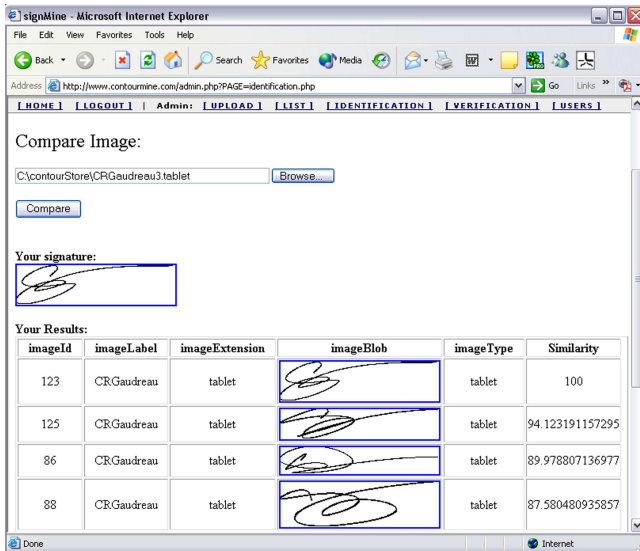 signMine - Microsoft Internet Explorer
File Edit View Favorites Tools Help
Back Search Favorites Media
Address http://www.contourmine.com/admin.php?PAGE=identification.php Go Links »
[ HOME ] [ LOGOUT ] | Admin: [ UPLOAD ] [ LIST ] [ IDENTIFICATION ] [ VERIFICATION ] [ USERS ]
Compare Image:
C:\contourStore\CRGaudreau3.tablet Browse...
Compare
Your signature:
Your Results:
imageId imageLabel imageExtension imageBlob imageType Similarity
123 CRGaudreau tablet tablet 100
125 CRGaudreau tablet tablet 94.123191157295
86 CRGaudreau tablet tablet 89.978807136977
88 CRGaudreau tablet tablet 87.580480935857
Done Internet